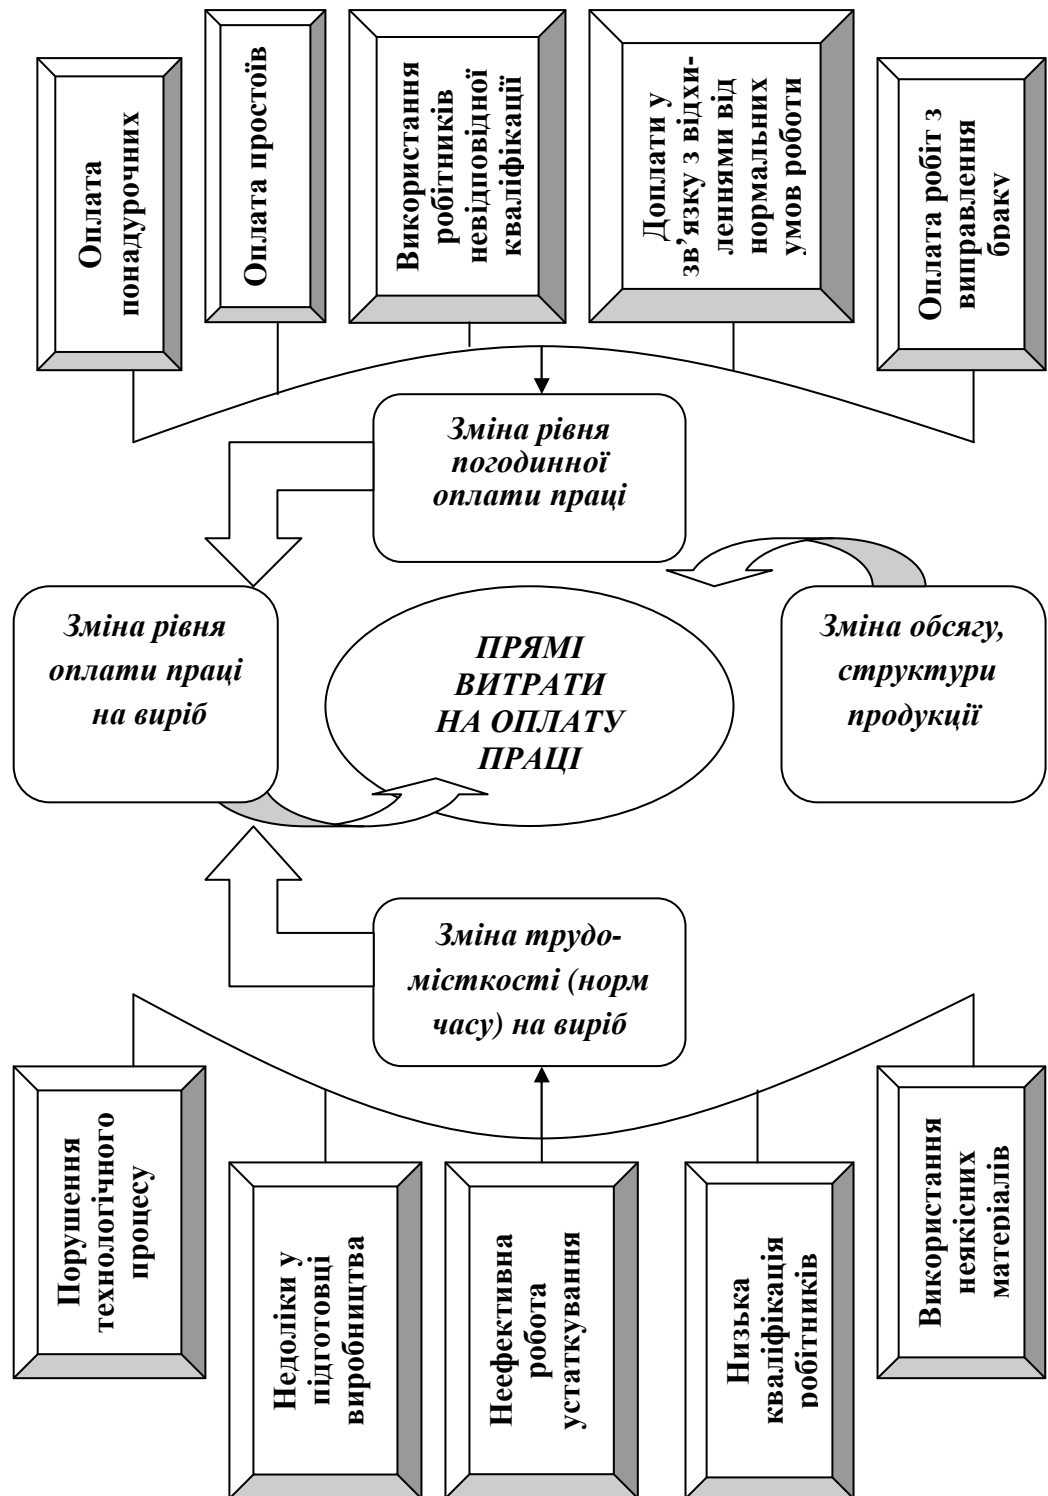 Оплата
понадурочних
Оплата простоїв
Використання
робітників
невідповідної
кваліфікації
Доплати у
зв’язку з відхи-
леннями від
нормальних
умов роботи
Оплата робіт з
виправлення
браку
Зміна рівня
погодинної
оплати праці
Зміна рівня
оплати праці
на виріб
ПРЯМІ
ВИТРАТИ
НА ОПЛАТУ
ПРАЦІ
Зміна обсягу,
структури
продукції
Зміна трудо-
місткості (норм
часу) на виріб
Порушення
технологічного
процесу
Недоліки у
підготовці
виробництва
Неефективна
робота
устаткування
Низька
кваліфікація
робітників
Використання
неякісних
матеріалів